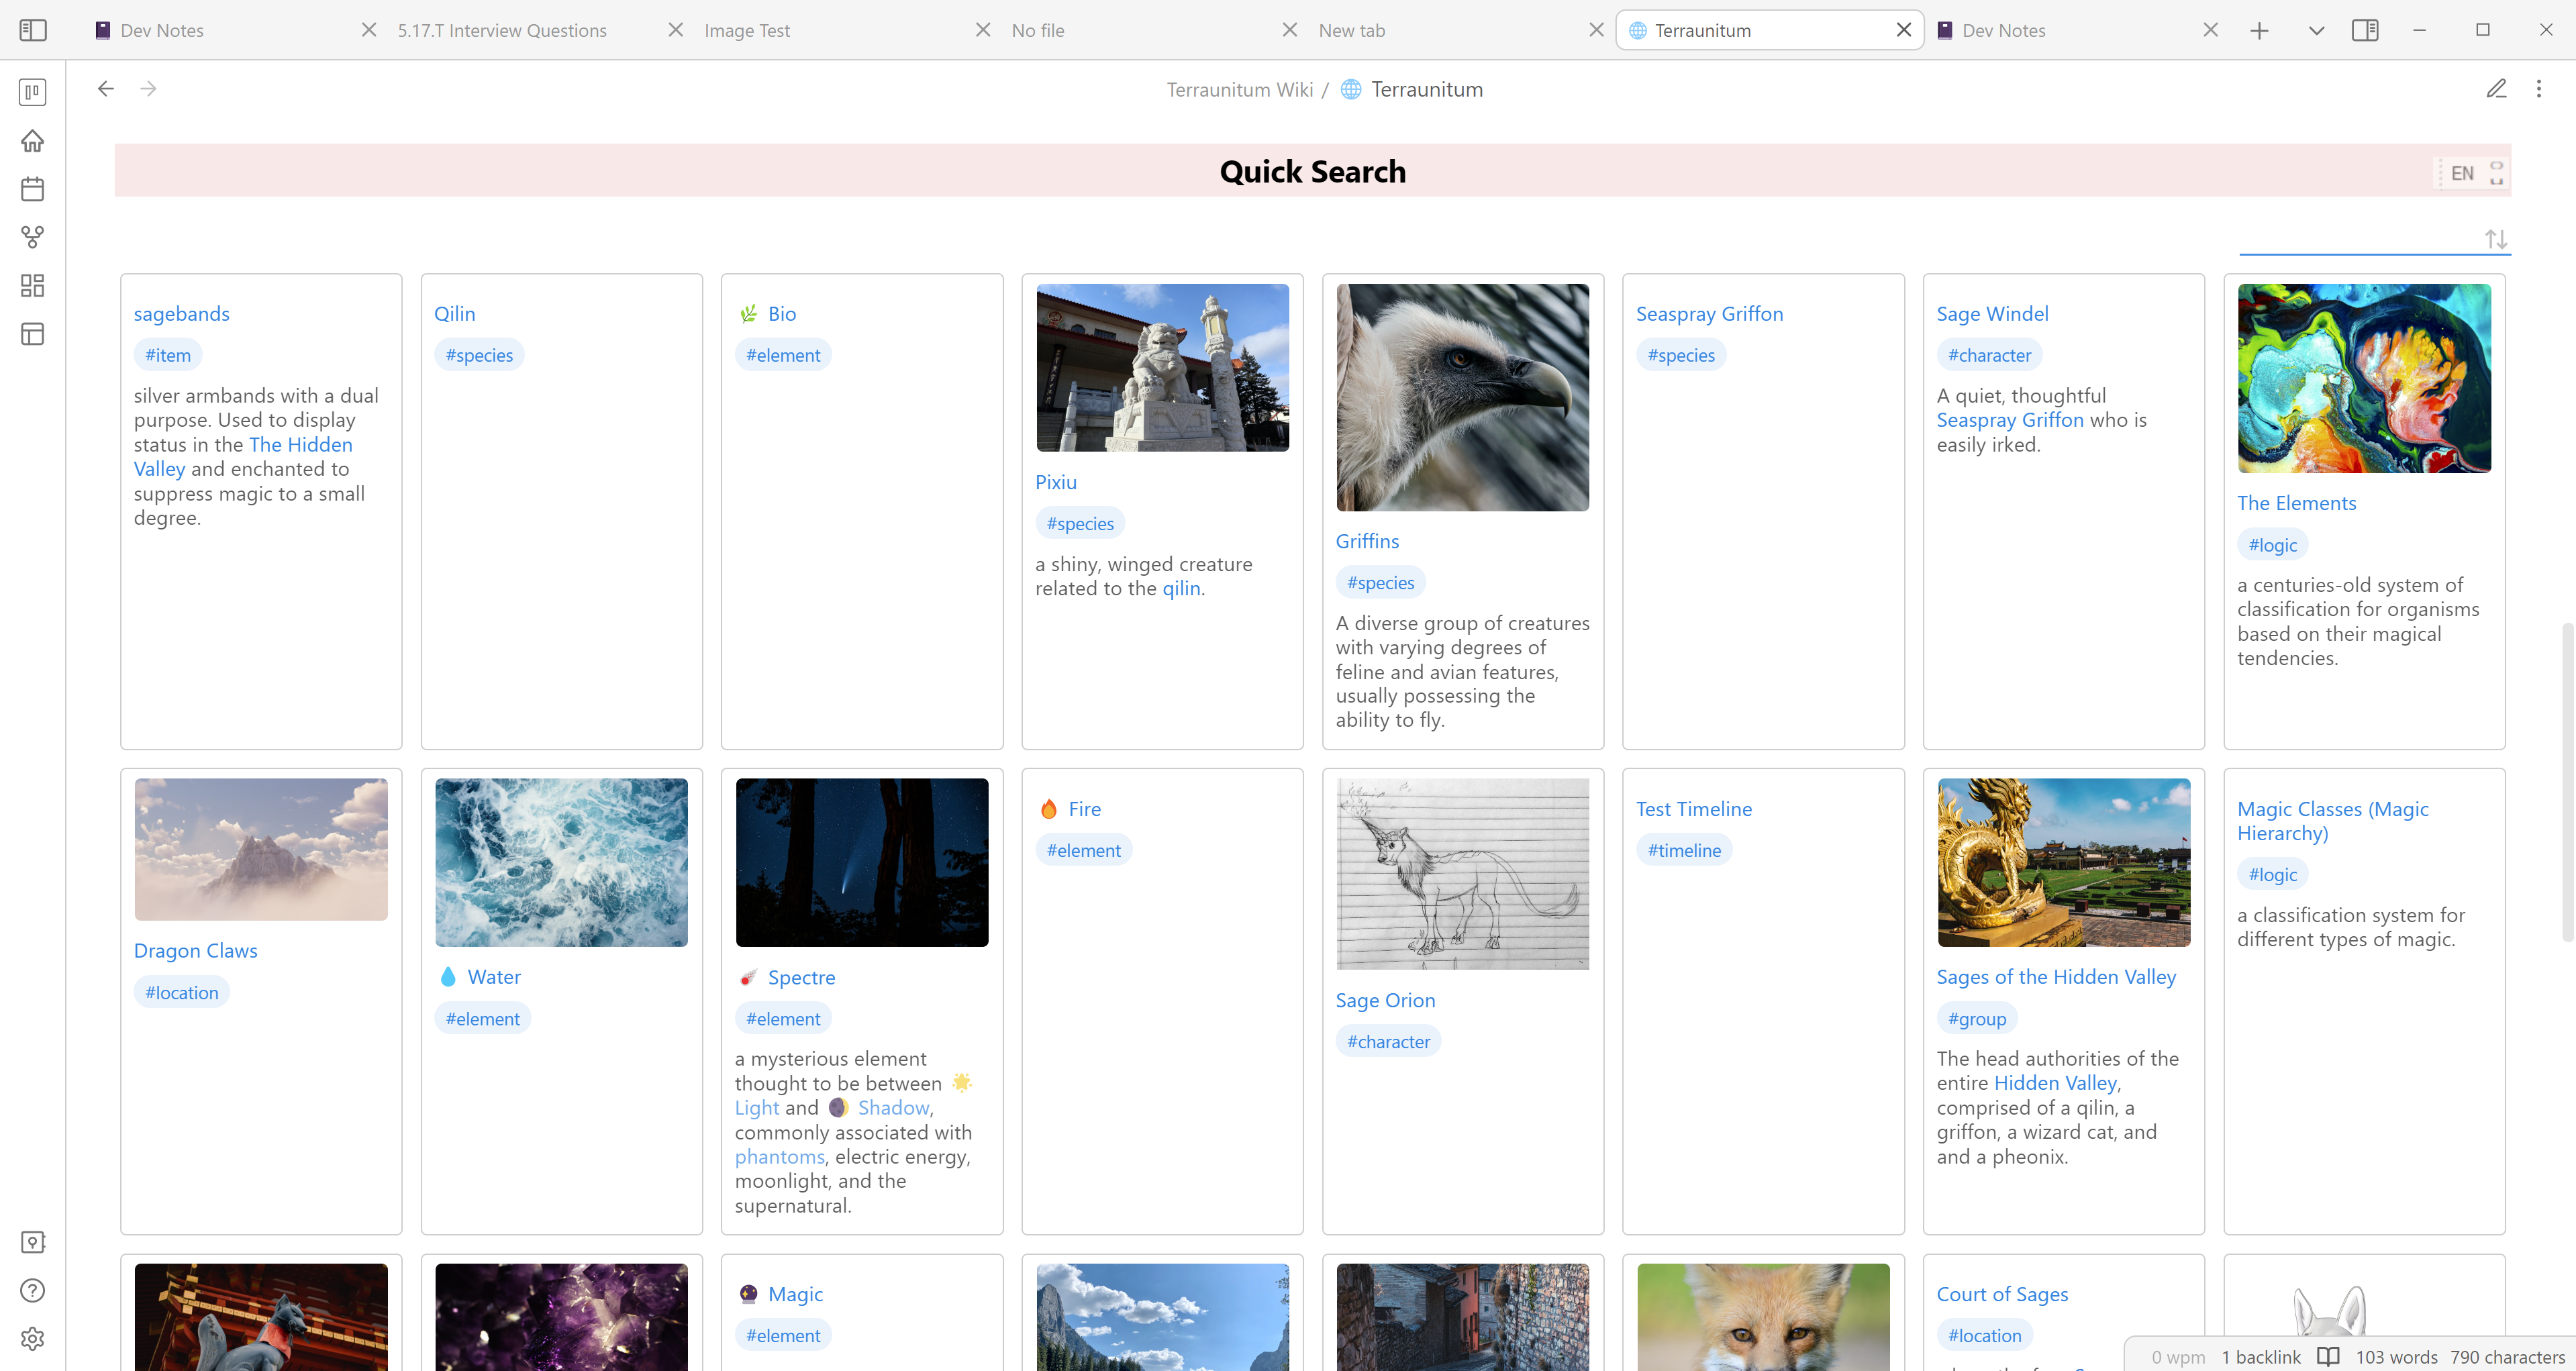 Dev Notes
5.17.T Interview Questions
Image Test
No file
New tab
Terraunitum
Dev Notes
Terraunitum Wiki / Terraunitum
Quick Search
EN
sagebands
#item
silver armbands with a dual
purpose. Used to display
status in the The Hidden
Valley and enchanted to
suppress magic to a small
degree.
Qilin
#species
Bio
#element
Pixiu
#species
a shiny, winged creature
related to the qilin.
Griffins
#species
A diverse group of creatures
with varying degrees of
feline and avian features,
usually possessing the
ability to fly.
Seaspray Griffon
#species
Sage Windel
#character
A quiet, thoughtful
Seaspray Griffon who is
easily irked.
The Elements
#logic
a centuries-old system of
classification for organisms
based on their magical
tendencies.
Dragon Claws
#location
Water
#element
Spectre
#element
a mysterious element
thought to be between
Light and Shadow,
commonly associated with
phantoms, electric energy,
moonlight, and the
supernatural.
Fire
#element
Sage Orion
#character
Test Timeline
#timeline
Sages of the Hidden Valley
#group
The head authorities of the
entire Hidden Valley,
comprised of a qilin, a
griffon, a wizard cat, and
and a pheonix.
Magic Classes (Magic
Hierarchy)
#logic
a classification system for
different types of magic.
Magic
#element
Court of Sages
#location
0 wpm
1 backlink
103 words
790 characters